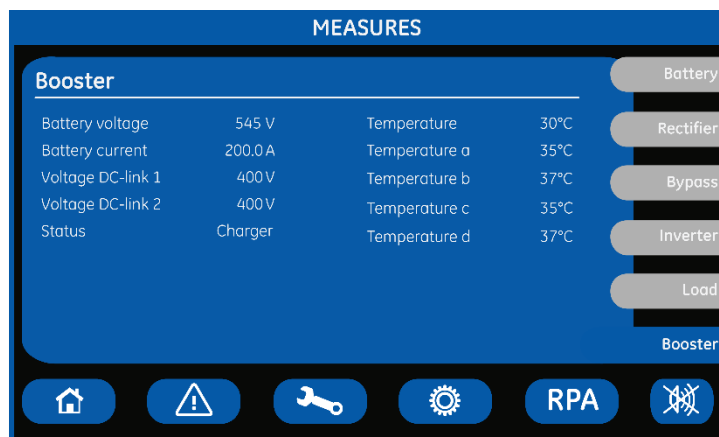 MEASURES
Booster
Battery voltage 545 V Temperature 30°C
Battery current 200.0 A Temperature a 35°C
Voltage DC-link 1 400 V Temperature b 37°C
Voltage DC-link 2 400 V Temperature c 35°C
Status Charger Temperature d 37°C
Battery
Rectifier
Bypass
Inverter
Load
Booster
RPA